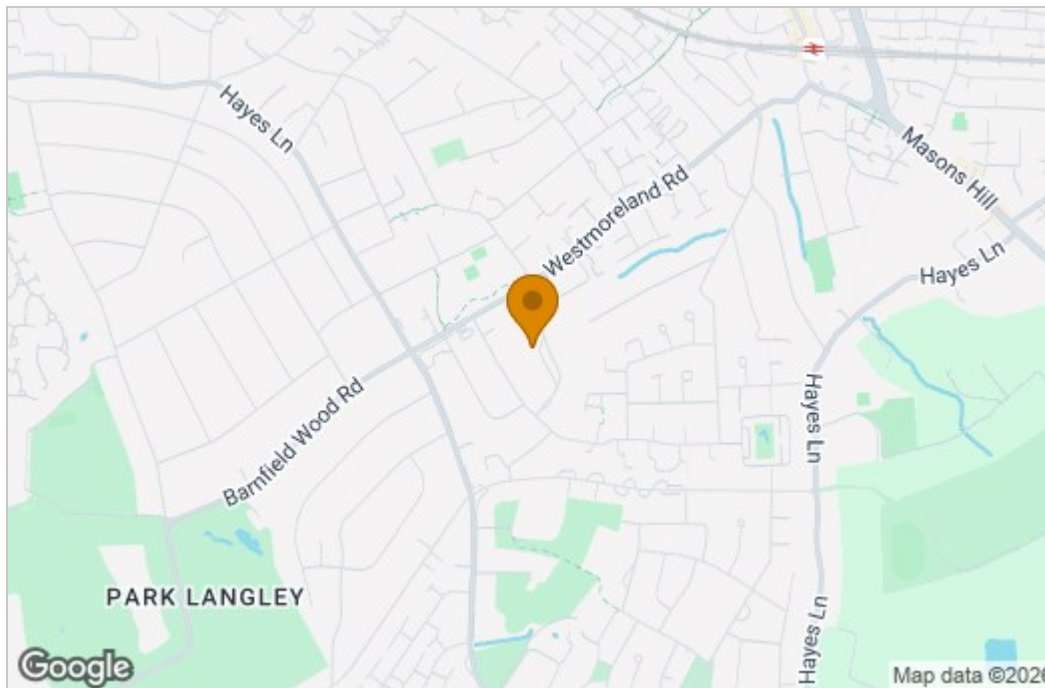 Hayes Ln
Masons Hill
Westmoreland Rd
Hayes Ln
Barnfield Wood Rd
Hayes Ln
PARK LANGLEY
Hayes Ln
Google
Map data ©2026